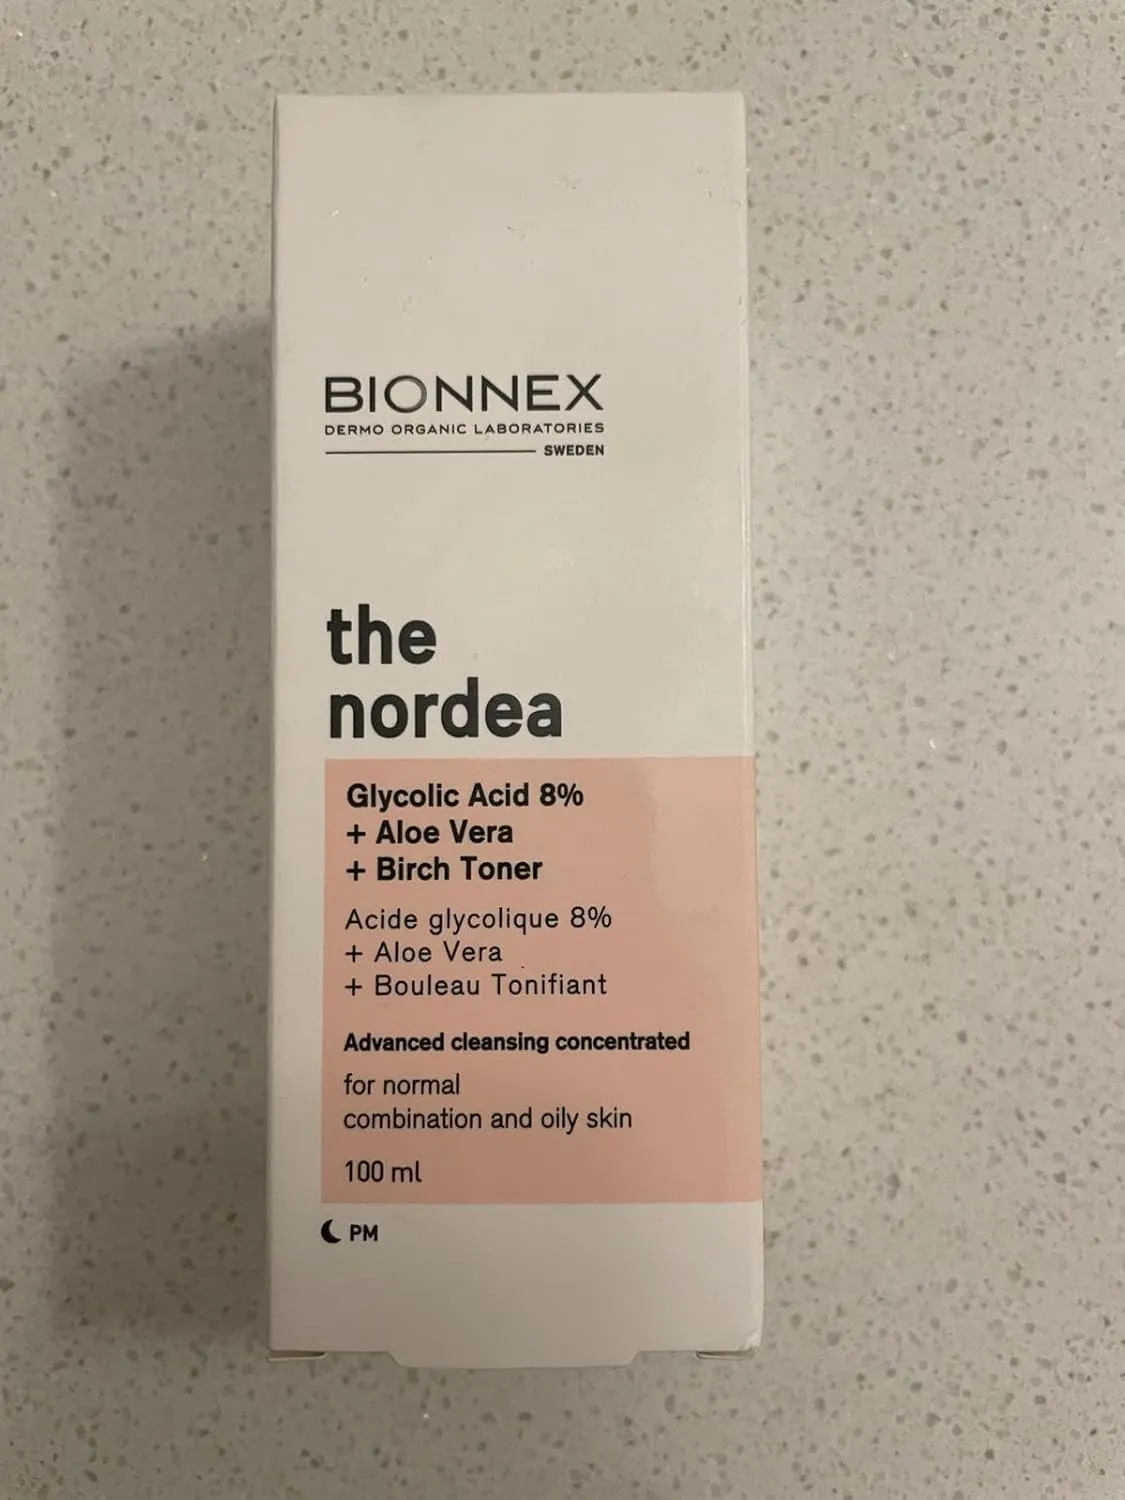 BIONNEX
DERMO ORGANIC LABORATORIES
SWEDEN
the
nordea
Glycolic Acid 8%
+ Aloe Vera
+ Birch Toner
Acide glycolique 8%
+ Aloe Vera
+ Bouleau Tonifiant
Advanced cleansing concentrated
for normal
combination and oily skin
100 ml
PM